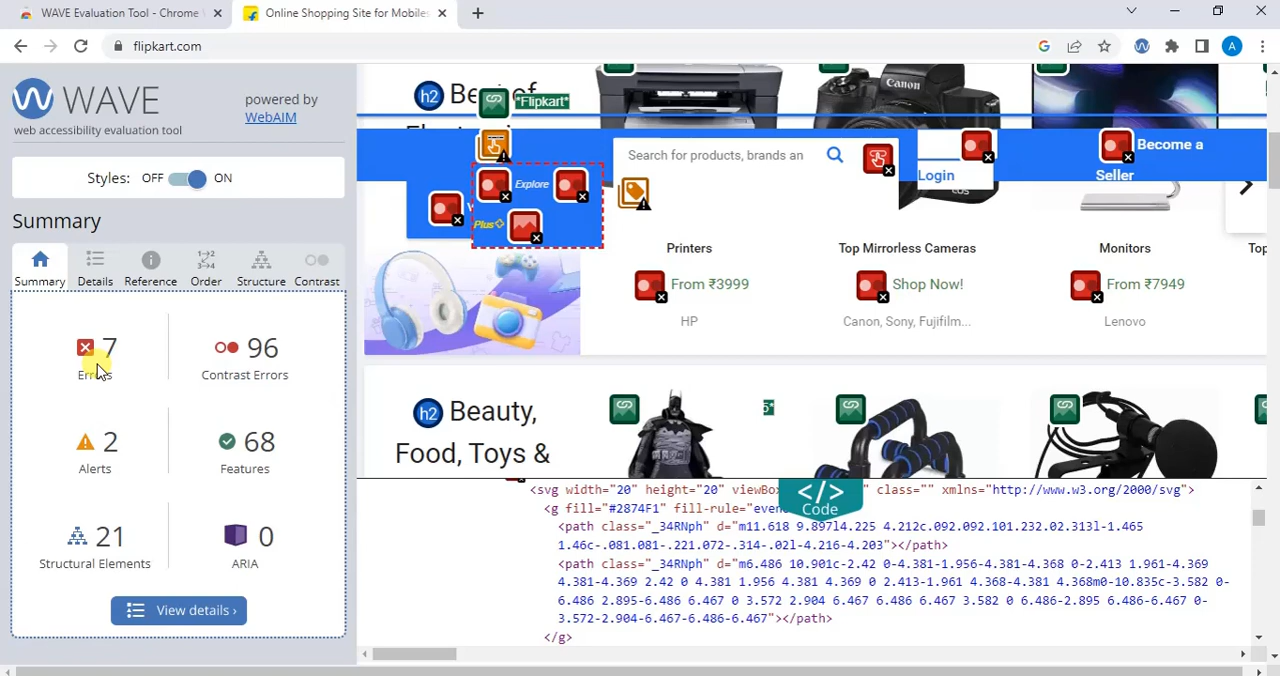 WAVE Evaluation Tool - Chrome
Online Shopping Site for Mobiles
flipkart.com
A
WAVE
web accessibility evaluation tool
powered by
WebAIM
Styles: OFF ON
Summary
Summary Details Reference Order Structure Contrast
7
Errors
96
Contrast Errors
2
Alerts
68
Features
21
Structural Elements
0
ARIA
View details ›
h2 Best of
*Flipkart*
Canon
Explore
Plus
Search for products, brands an
Login
Become a
Seller
Printers
From ₹3999
HP
Top Mirrorless Cameras
Shop Now!
Canon, Sony, Fujifilm...
Monitors
From ₹7949
Lenovo
Top
h2 Beauty,
Food, Toys &
</>
Code
<svg width="20" height="20" class="" xmlns="http://www.w3.org/2000/svg">
<g fill="#2874F1"
<path class="_34RNph" d="m11.618 9.897l4.225 4.212c.092.092.101.232.02.313l-1.465
1.46c-.081.081-.221.072-.314-.02l-4.216-4.203"></path>
<path class="_34RNph" d="m6.486 10.901c-2.42 0-4.381-1.956-4.381-4.368 0-2.413 1.961-4.369
4.381-4.369 2.42 0 4.381 1.956 4.381 4.369 0 2.413-1.961 4.368-4.381 4.368m0-10.835c-3.582 0-
6.486 2.895-6.486 6.467 0 3.572 2.904 6.467 6.486 6.467 3.582 0 6.486-2.895 6.486-6.467 0-
3.572-2.904-6.467-6.486-6.467"></path>
</g>